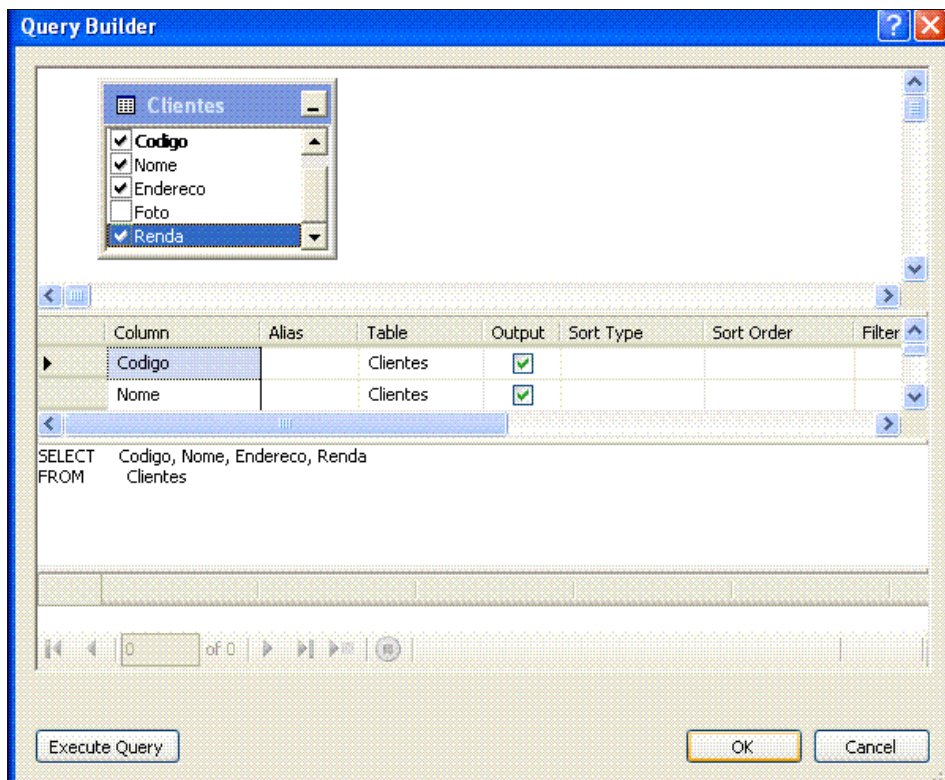 Query Builder
Clientes
Codigo
Nome
Endereco
Foto
Renda
Column Alias Table Output Sort Type Sort Order Filter
Codigo Clientes
Nome Clientes
SELECT Codigo, Nome, Endereco, Renda
FROM Clientes
0 of 0
Execute Query OK Cancel